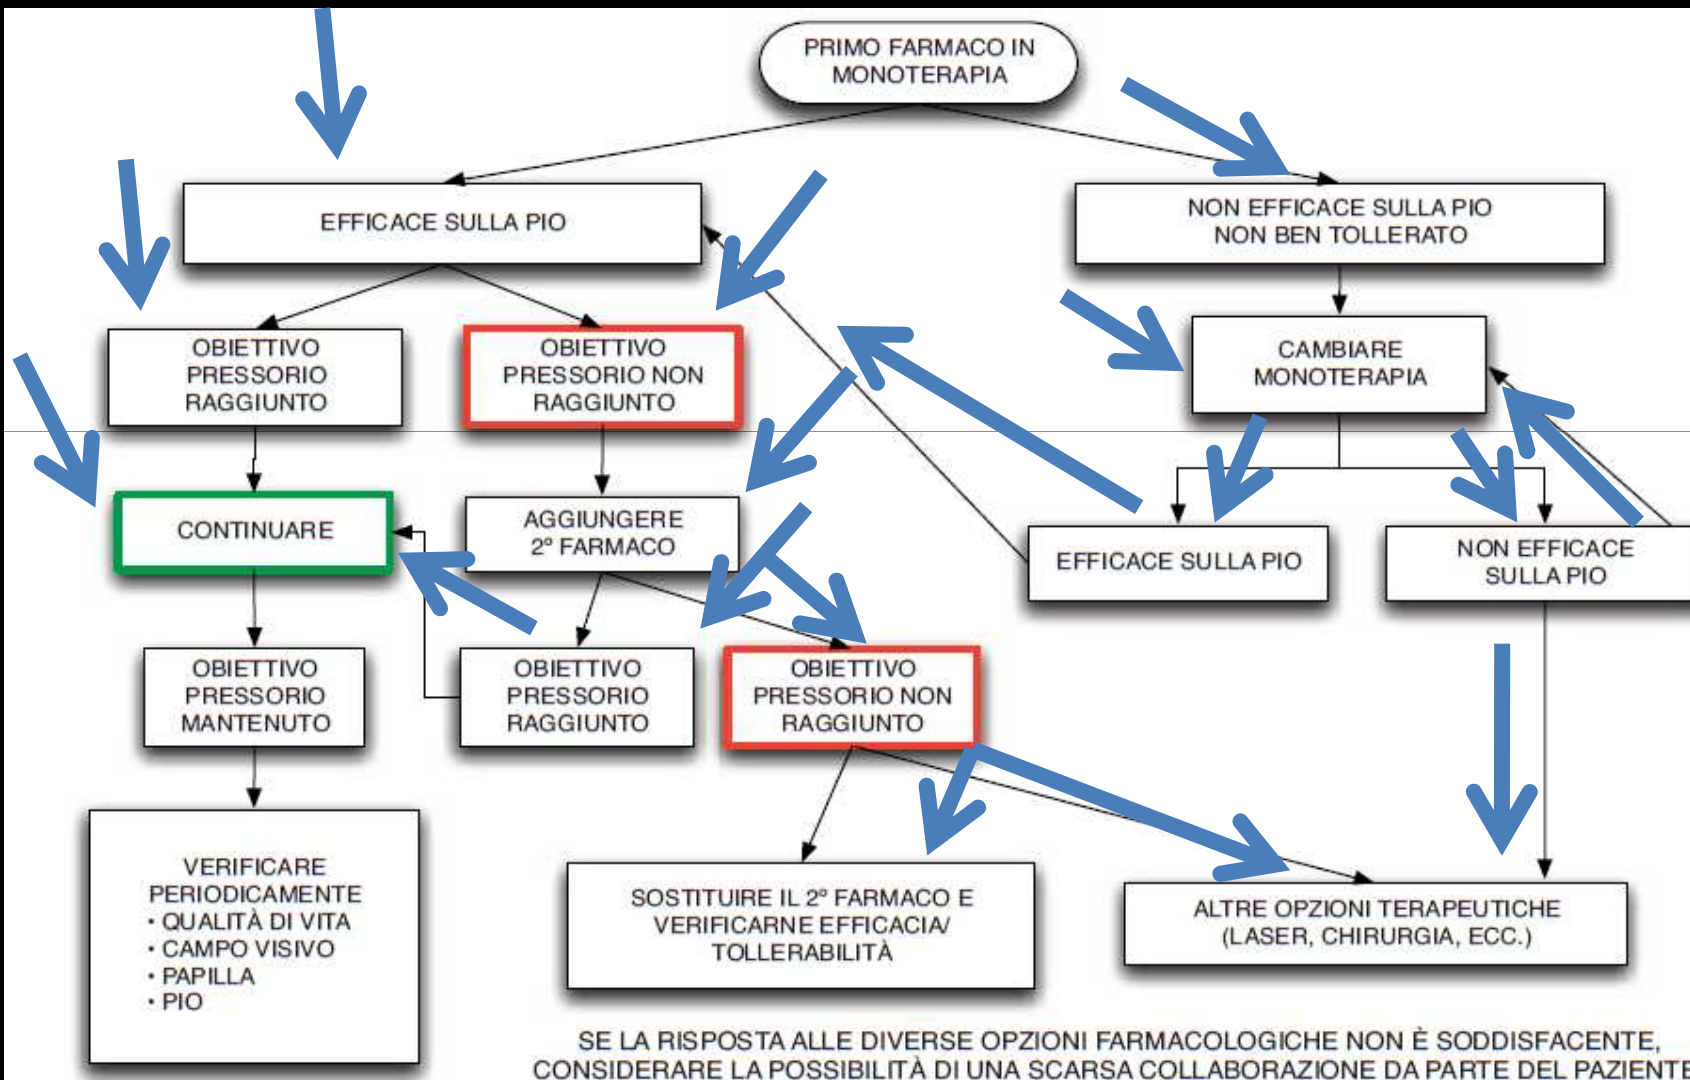 PRIMO FARMACO IN
MONOTERAPIA
EFFICACE SULLA PIO
NON EFFICACE SULLA PIO
NON BEN TOLLERATO
OBIETTIVO
PRESSORIO
RAGGIUNTO
OBIETTIVO
PRESSORIO NON
RAGGIUNTO
CAMBIARE
MONOTERAPIA
CONTINUARE
AGGIUNGERE
2º FARMACO
EFFICACE SULLA PIO
NON EFFICACE
SULLA PIO
OBIETTIVO
PRESSORIO
MANTENUTO
OBIETTIVO
PRESSORIO
RAGGIUNTO
OBIETTIVO
PRESSORIO NON
RAGGIUNTO
VERIFICARE
PERIODICAMENTE
• QUALITÀ DI VITA
• CAMPO VISIVO
• PAPILLA
• PIO
SOSTITUIRE IL 2º FARMACO E
VERIFICARNE EFFICACIA/
TOLLERABILITÀ
ALTRE OPZIONI TERAPEUTICHE
(LASER, CHIRURGIA, ECC.)
SE LA RISPOSTA ALLE DIVERSE OPZIONI FARMACOLOGICHE NON È SODDISFACENTE,
CONSIDERARE LA POSSIBILITÀ DI UNA SCARSA COLLABORAZIONE DA PARTE DEL PAZIENTE